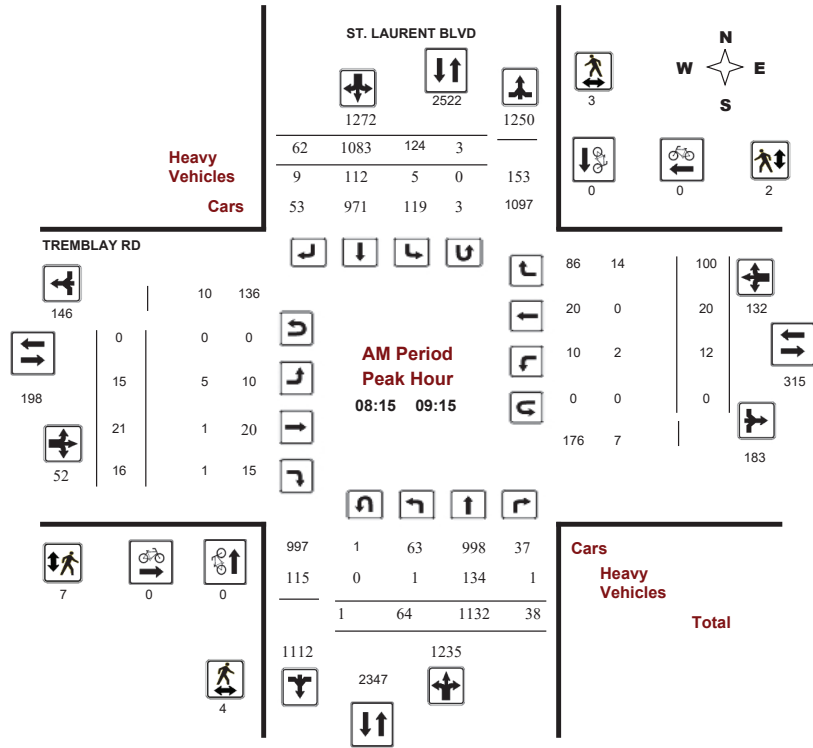 ST. LAURENT BLVD
N
W E
S
2522
3
1272 1250
62 1083 124 3
Heavy
Vehicles
9 112 5 0 153
Cars
53 971 119 3 1097
0 0 2
TREMBLAY RD
146
10 136
86 14 100
132
0 0 0
20 0 20
198
AM Period
Peak Hour
08:15 09:15
15 5 10
10 2 12
315
21 1 20
0 0 0
52
16 1 15
176 7
183
997 1 63 998 37
Cars
115 0 1 134 1
Heavy
Vehicles
7 0 0
1 64 1132 38
Total
1112 1235
2347
4